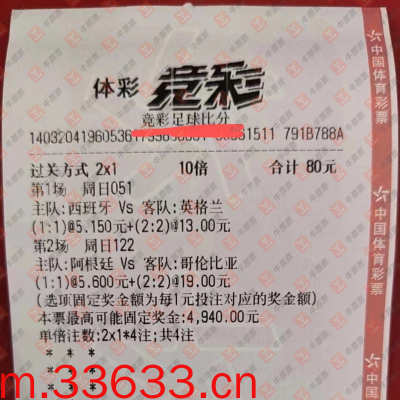 体彩 竞彩
竞彩足球比分
791B788A
过关方式 2x1 10倍 合计 80元
第1场 周日051
主队:西班牙 Vs 客队:英格兰
(1:1)@5.150元+(2:2)@13.00元
第2场 周日122
主队:阿根廷 Vs 客队:哥伦比亚
(1:1)@5.600元+(2:2)@19.00元
(选项固定奖金额为每1元投注对应的奖金额)
本票最高可能固定奖金:4,940.00元
单倍注数:2x1*4注;共4注
* * *
* * *
m.33633.cn
* * *
中国体育彩票
中国体育彩票